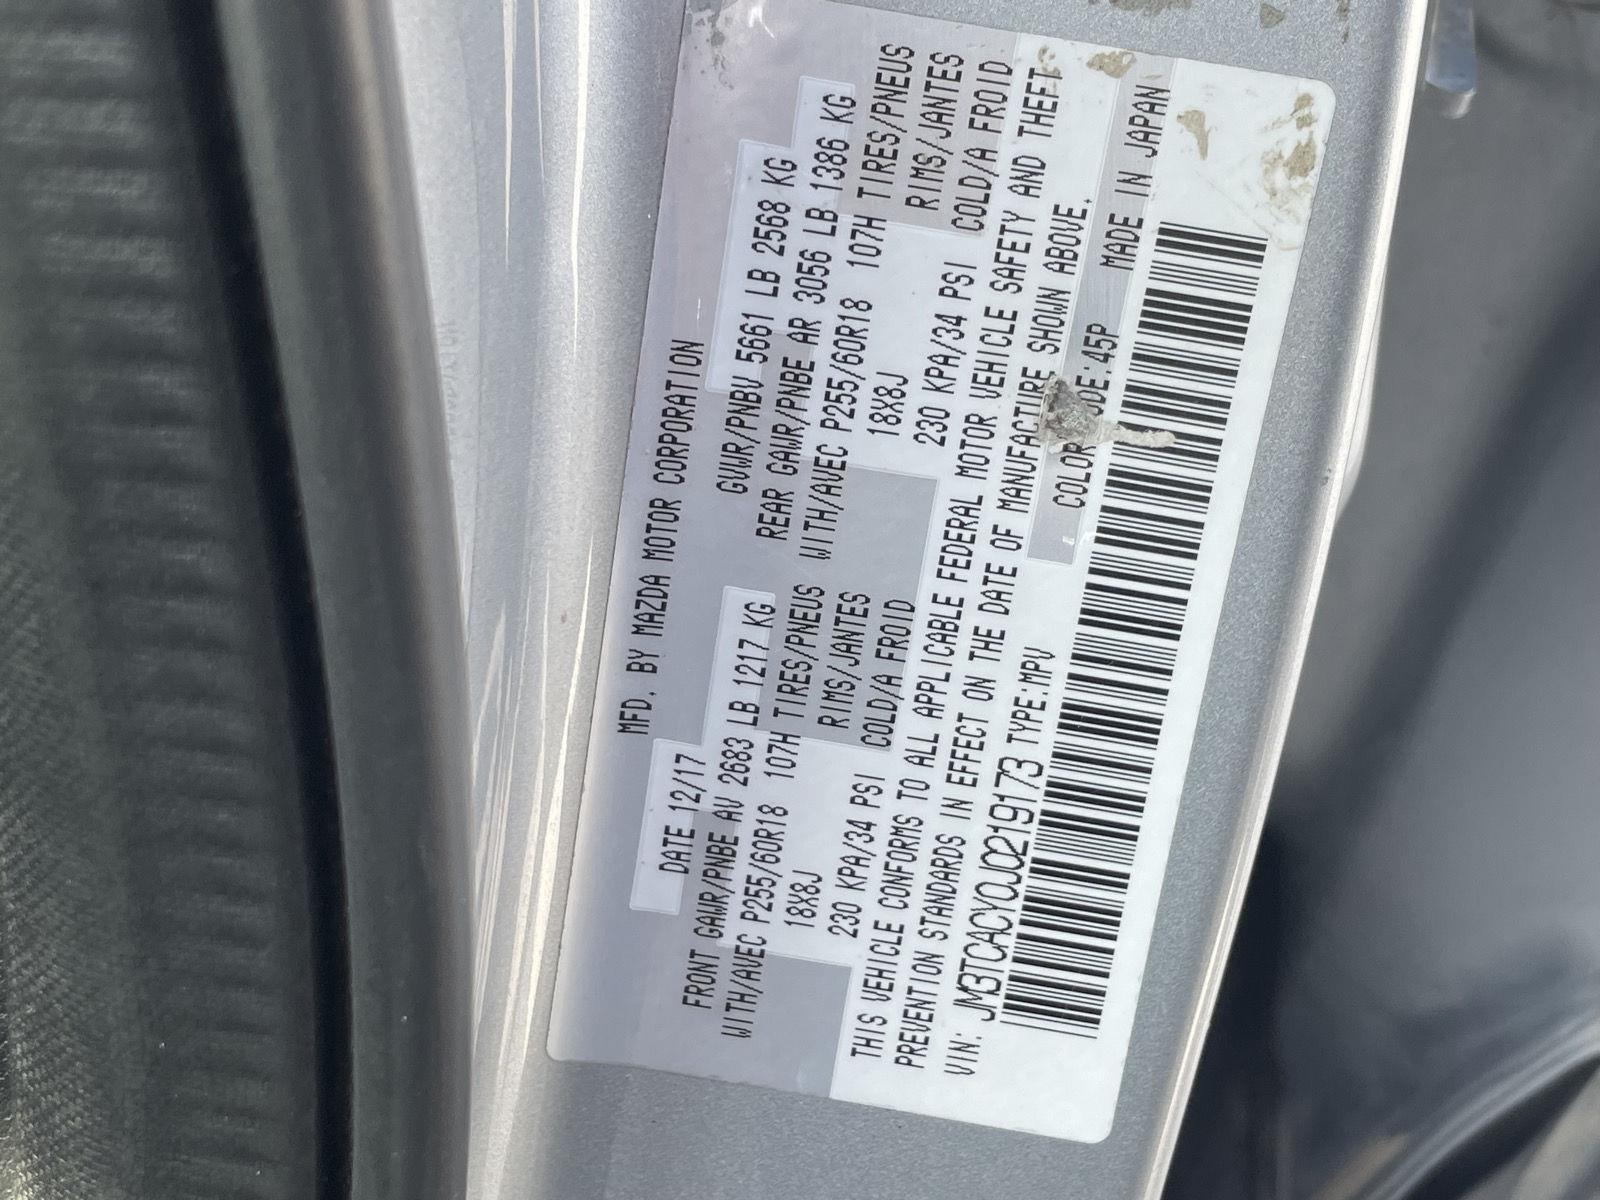 MFD. BY MAZDA MOTOR CORPORATION
DATE 12/17 GVWR/PNBV 5661 LB 2568 KG
FRONT GAWR/PNBE AV 2683 LB 1217 KG REAR GAWR/PNBE AR 3056 LB 1386 KG
WITH/AVEC P255/60R18 107H TIRES/PNEUS WITH/AVEC P255/60R18 107H TIRES/PNEUS
18X8J RIMS/JANTES 18X8J RIMS/JANTES
230 KPA/34 PSI COLD/A FROID 230 KPA/34 PSI COLD/A FROID
THIS VEHICLE CONFORMS TO ALL APPLICABLE FEDERAL MOTOR VEHICLE SAFETY AND THEFT
PREVENTION STANDARDS IN EFFECT ON THE DATE OF MANUFACTURE SHOWN ABOVE.
VIN: JM3TCACY0J0219173 TYPE:MPV COLOR CODE:45P MADE IN JAPAN